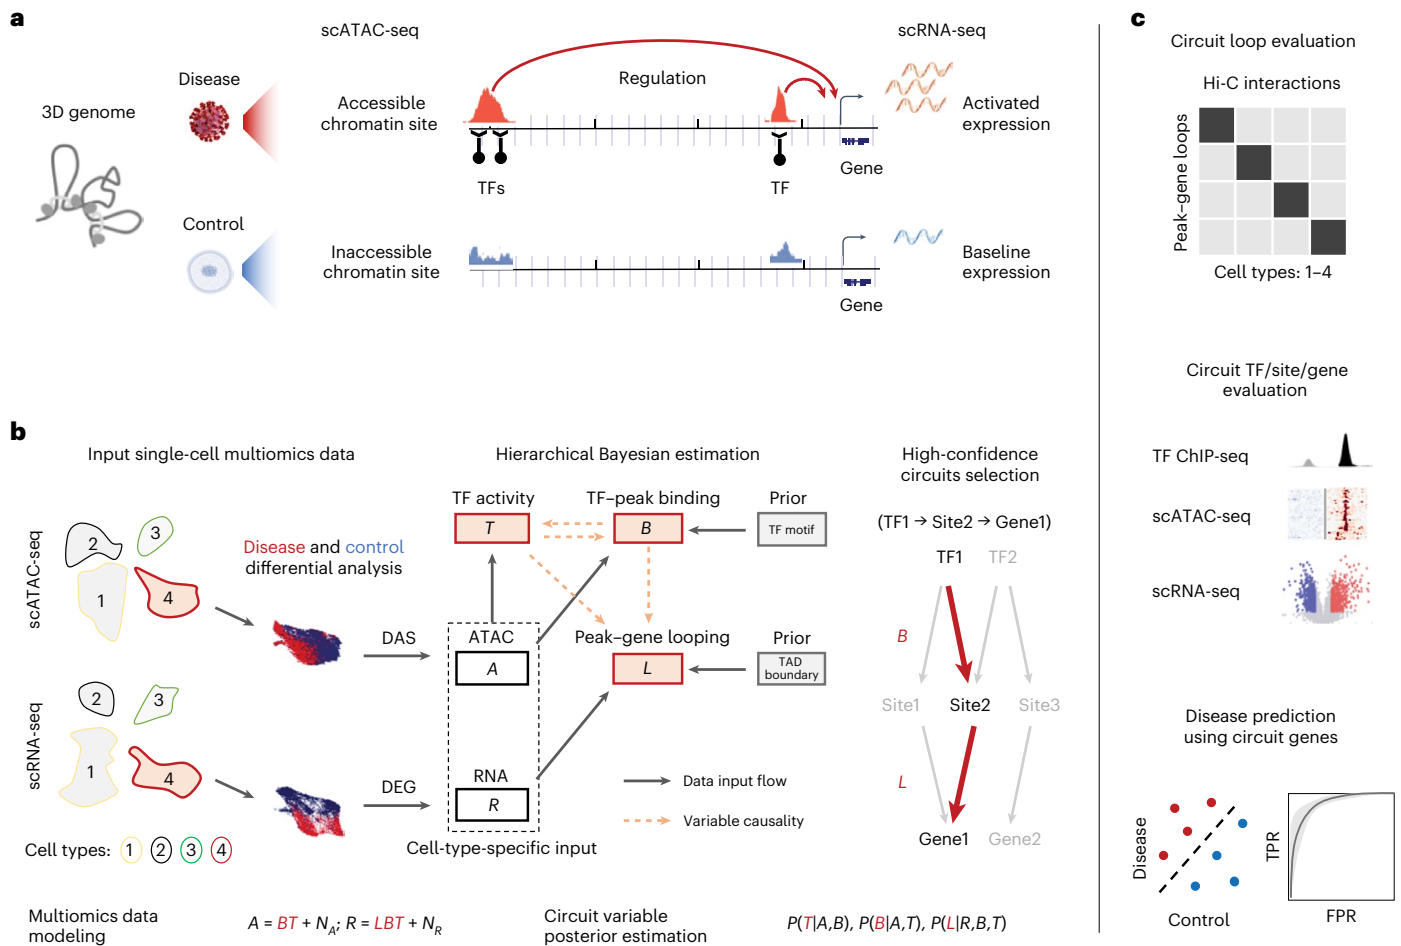 a
scATAC-seq
scRNA-seq
3D genome
Disease
Accessible
chromatin site
Regulation
Activated
expression
TFs
TF
Gene
Control
Inaccessible
chromatin site
Baseline
expression
Gene
b
Input single-cell multiomics data
Hierarchical Bayesian estimation
High-confidence
circuits selection
scATAC-seq
1
2
3
4
Disease and control
differential analysis
scRNA-seq
1
2
3
4
Cell types: 1 2 3 4
DAS
DEG
TF activity
T
TF–peak binding
B
Prior
TF motif
ATAC
A
Peak–gene looping
L
Prior
TAD
boundary
RNA
R
Cell-type-specific input
Data input flow
Variable causality
(TF1 → Site2 → Gene1)
TF1
TF2
B
Site1
Site2
Site3
L
Gene1
Gene2
Multiomics data
modeling
A = BT + N_A; R = LBT + N_R
Circuit variable
posterior estimation
P(T|A,B), P(B|A,T), P(L|R,B,T)
c
Circuit loop evaluation
Hi-C interactions
Peak–gene loops
Cell types: 1–4
Circuit TF/site/gene
evaluation
TF ChIP-seq
scATAC-seq
scRNA-seq
Disease prediction
using circuit genes
Disease
Control
TPR
FPR